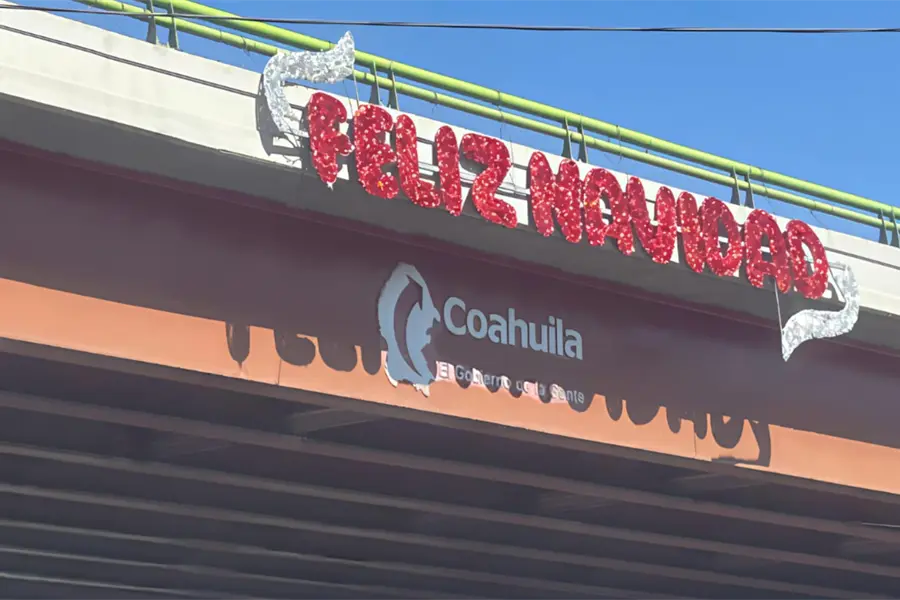 FELIZ NAVIDAD
Coahuila
El Gobierno de la Gente